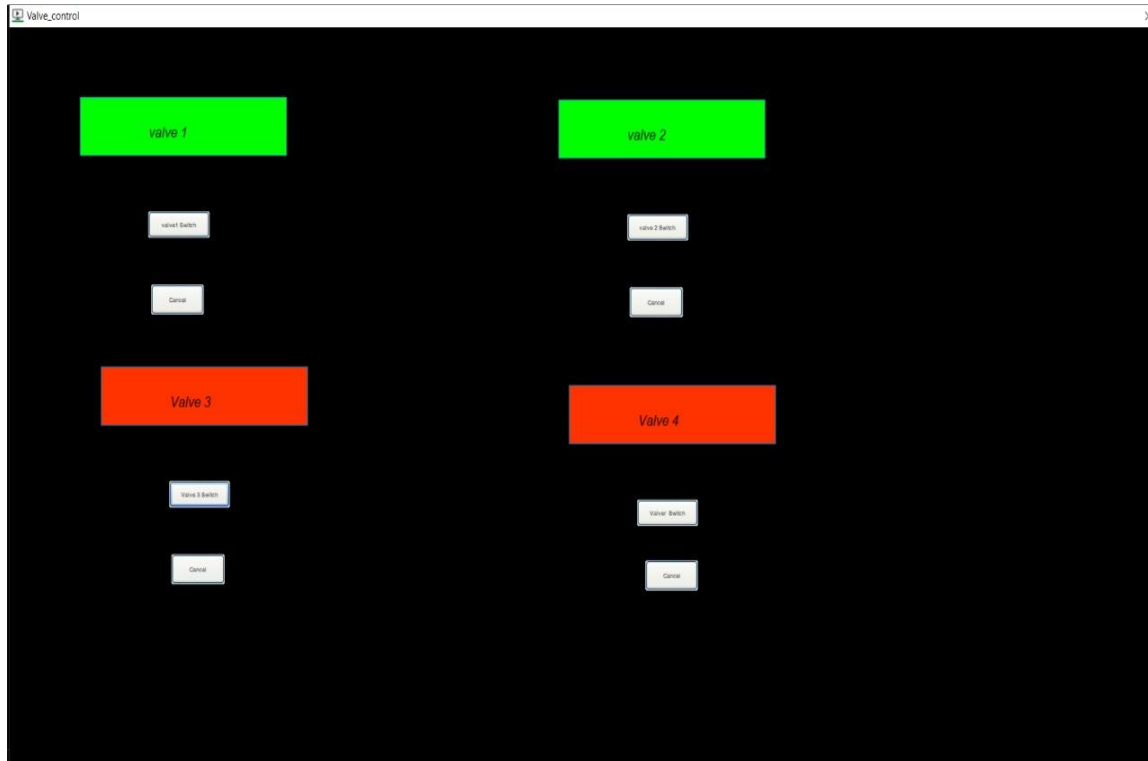 Valve_control
valve 1
valve 2
valve1 Switch
valve 2 Switch
Cancel
Cancel
Valve 3
Valve 4
Valve 3 Switch
Switch
Cancel
Cancel